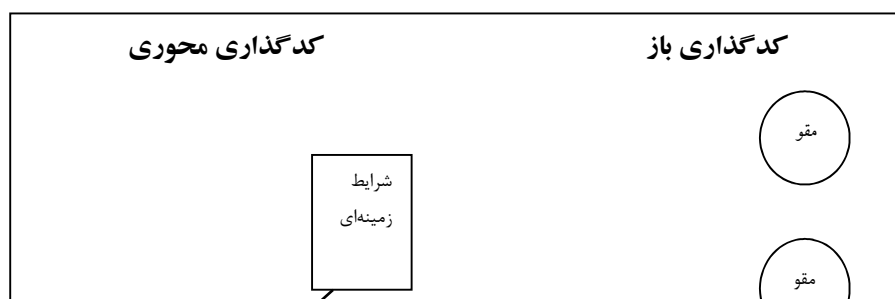 کدگذاری باز
کدگذاری محوری
مقو
شرایط
زمینه‌ای
مقو